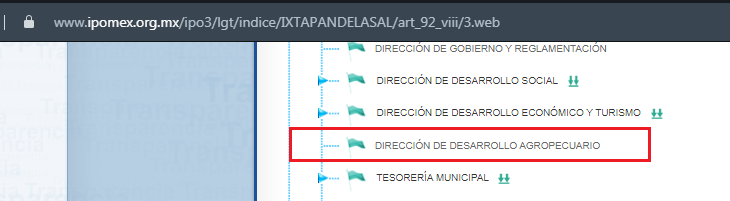 www.ipomex.org.mx/ipo3/lgt/indice/IXTAPANDELASAL/art_92_viii/3.web
DIRECCIÓN DE GOBIERNO Y REGLAMENTACIÓN
DIRECCIÓN DE DESARROLLO SOCIAL
DIRECCIÓN DE DESARROLLO ECONÓMICO Y TURISMO
DIRECCIÓN DE DESARROLLO AGROPECUARIO
TESORERÍA MUNICIPAL